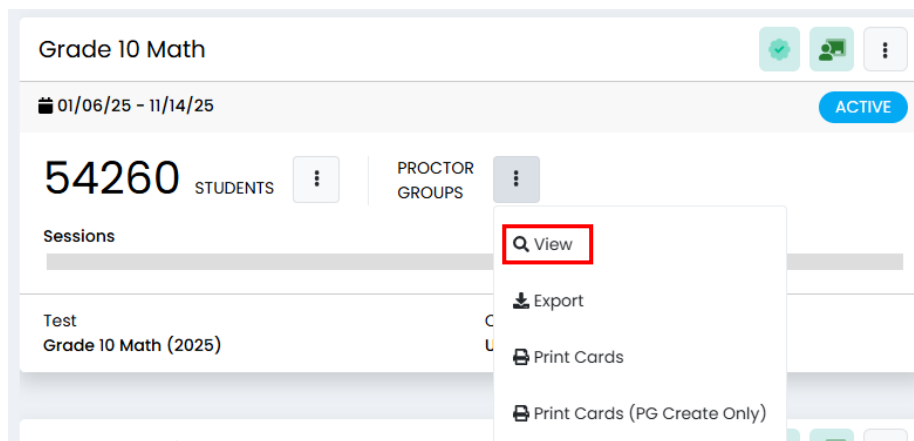 Grade 10 Math
01/06/25 - 11/14/25
ACTIVE
54260 STUDENTS
PROCTOR
GROUPS
Sessions
View
Export
Test
Grade 10 Math (2025)
Print Cards
Print Cards (PG Create Only)